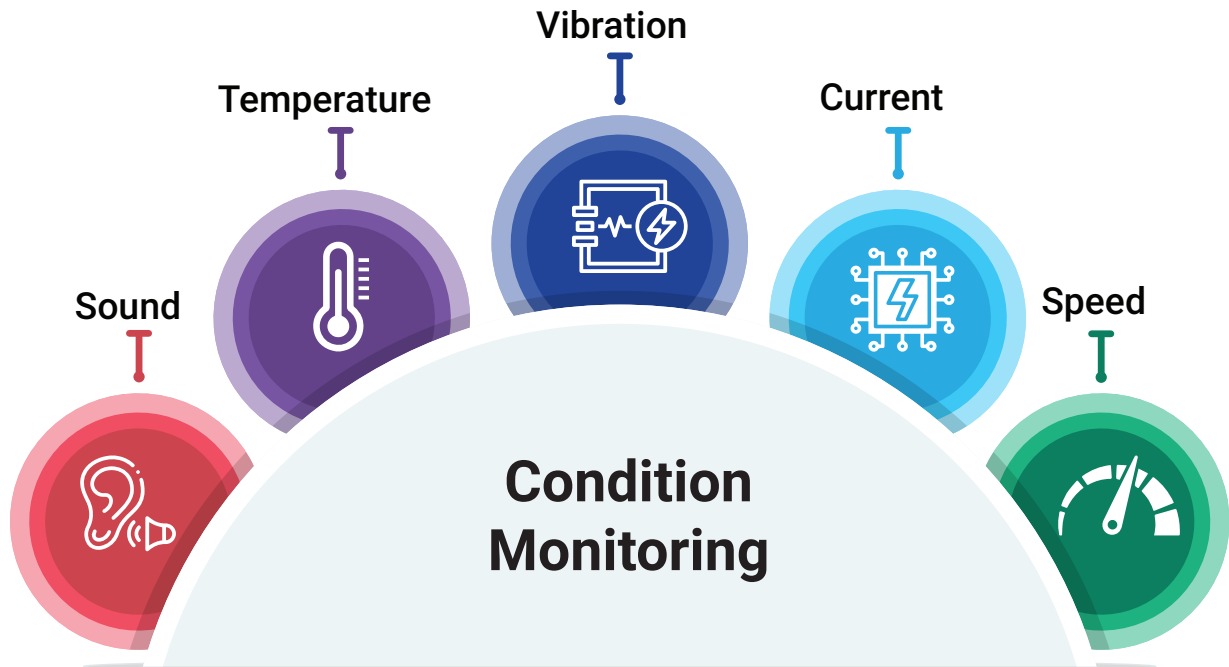 Vibration
Temperature
Current
Sound
Speed
Condition
Monitoring